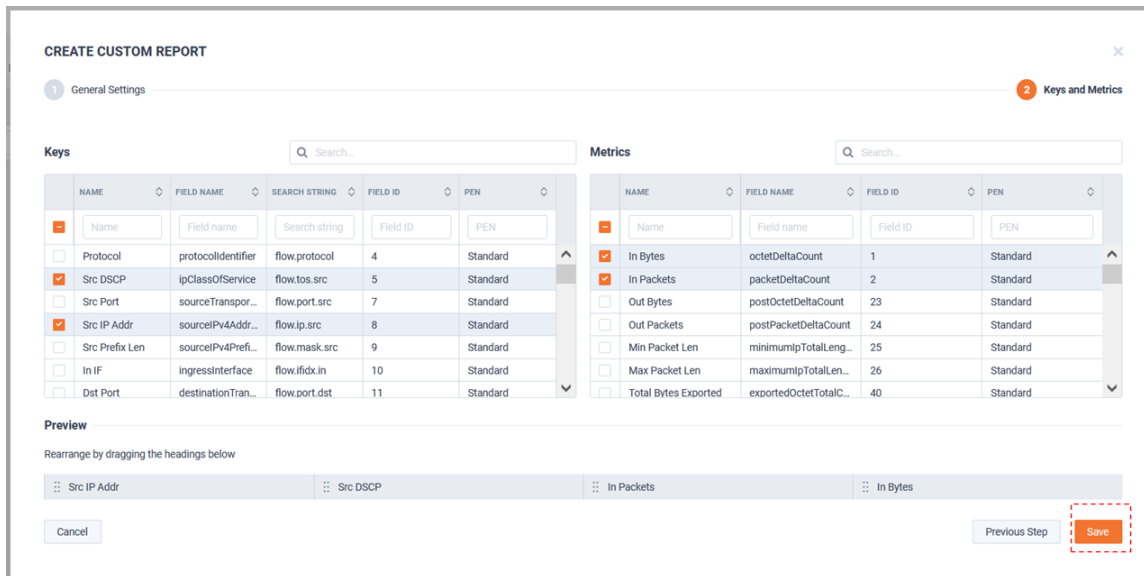 CREATE CUSTOM REPORT
1 General Settings 2 Keys and Metrics
Keys Search... Metrics Search...
NAME FIELD NAME SEARCH STRING FIELD ID PEN NAME FIELD NAME FIELD ID PEN
Name Field name Search string Field ID PEN Name Field name Field ID PEN
Protocol protocolIdentifier flow.protocol 4 Standard In Bytes octetDeltaCount 1 Standard
Src DSCP ipClassOfService flow.tos.src 5 Standard In Packets packetDeltaCount 2 Standard
Src Port sourceTranspor... flow.port.src 7 Standard Out Bytes postOctetDeltaCount 23 Standard
Src IP Addr sourceIPv4Addr... flow.ip.src 8 Standard Out Packets postPacketDeltaCount 24 Standard
Src Prefix Len sourceIPv4Prefi... flow.mask.src 9 Standard Min Packet Len minimumIpTotalLeng... 25 Standard
In IF ingressInterface flow.ifidx.in 10 Standard Max Packet Len maximumIpTotalLen... 26 Standard
Dst Port destinationTran... flow.port.dst 11 Standard Total Bytes Exported exportedOctetTotalC... 40 Standard
Preview
Rearrange by dragging the headings below
Src IP Addr Src DSCP In Packets In Bytes
Cancel Previous Step Save